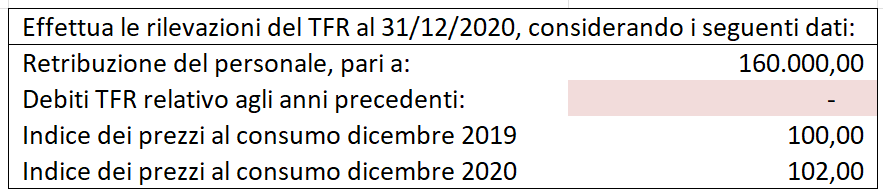 Effettua le rilevazioni del TFR al 31/12/2020, considerando i seguenti dati:
Retribuzione del personale, pari a: 160.000,00
Debiti TFR relativo agli anni precedenti: -
Indice dei prezzi al consumo dicembre 2019 100,00
Indice dei prezzi al consumo dicembre 2020 102,00